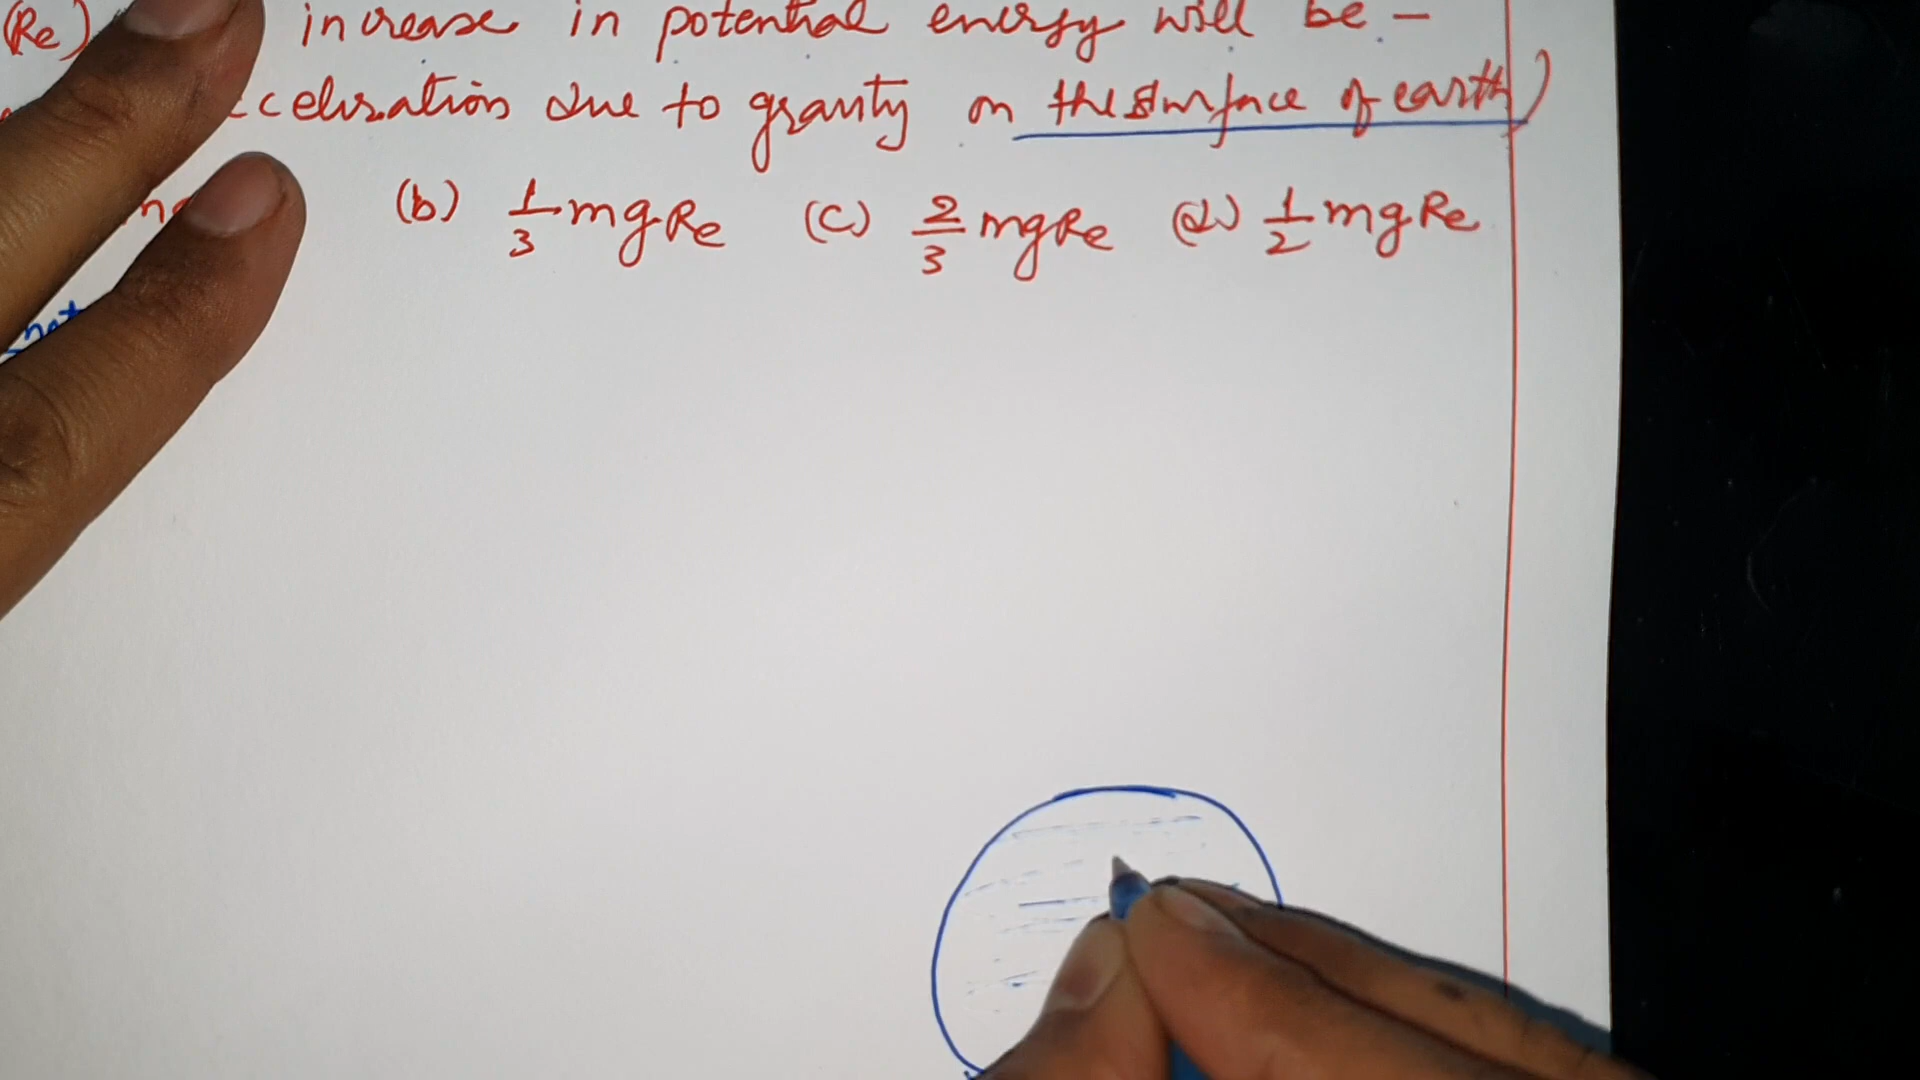 (Re) increase in potential energy will be -
cceleration due to gravity on the surface of earth)
(b) 1/3 mgRe (c) 2/3 mgRe (d) 1/2 mgRe